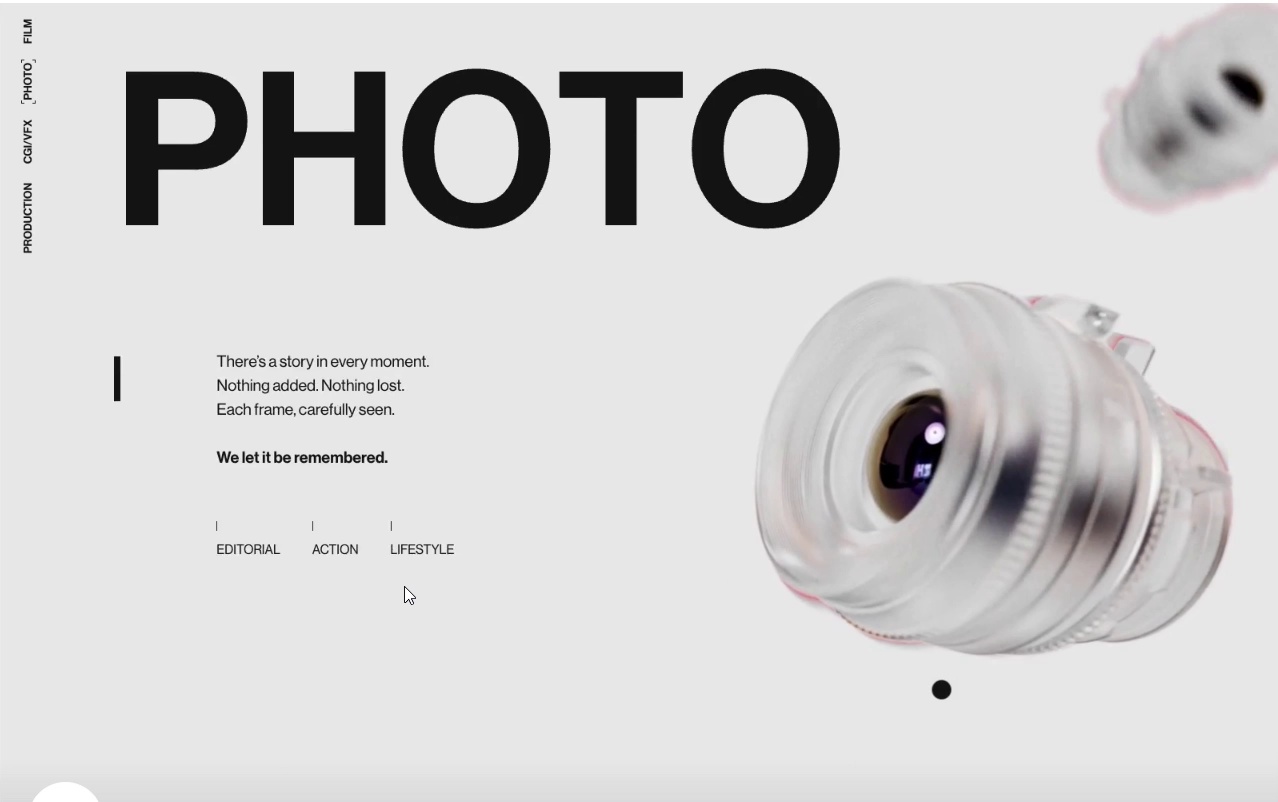 FILM
PHOTO
CGI/VFX
PRODUCTION
PHOTO
There's a story in every moment.
Nothing added. Nothing lost.
Each frame, carefully seen.
We let it be remembered.
EDITORIAL
ACTION
LIFESTYLE